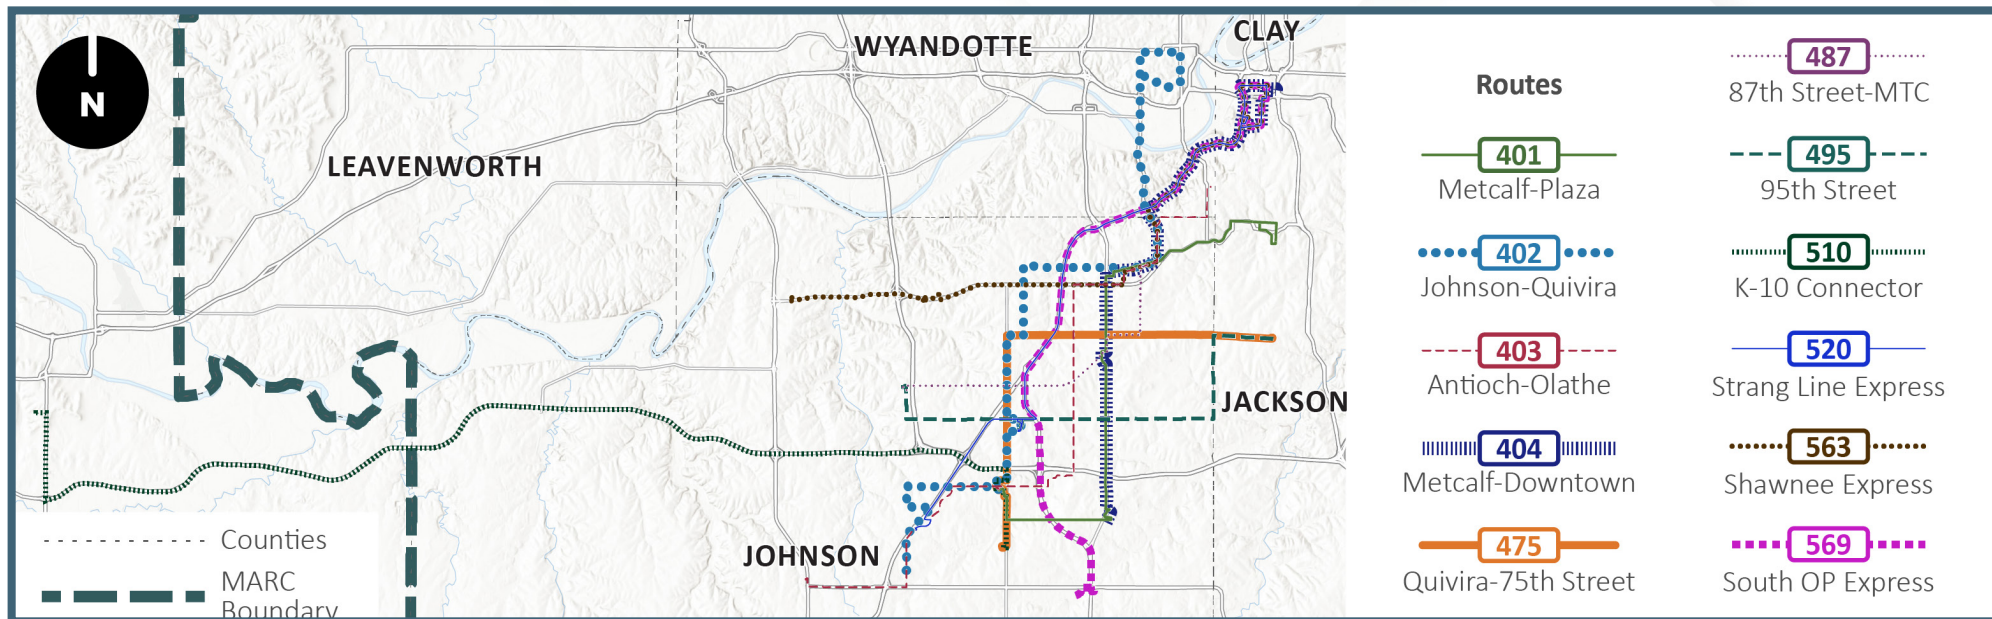 N
WYANDOTTE
CLAY
LEAVENWORTH
JACKSON
JOHNSON
Counties
MARC
Boundary
Routes
401
Metcalf-Plaza
402
Johnson-Quivira
403
Antioch-Olathe
404
Metcalf-Downtown
475
Quivira-75th Street
487
87th Street-MTC
495
95th Street
510
K-10 Connector
520
Strang Line Express
563
Shawnee Express
569
South OP Express